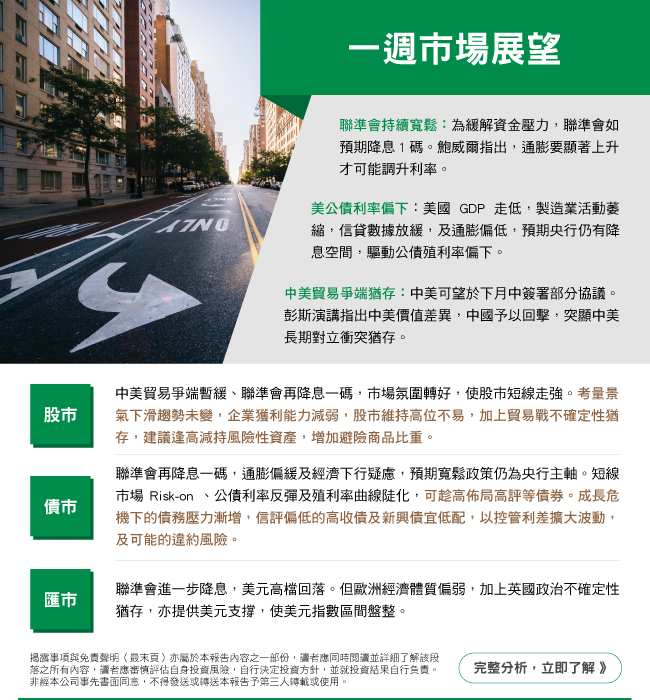 一週市場展望
聯準會持續寬鬆：為緩解資金壓力，聯準會如
預期降息 1 碼。鮑威爾指出，通膨要顯著上升
才可能調升利率。
美公債利率偏下：美國 GDP 走低，製造業活動萎
縮，信貸數據放緩，及通膨偏低，預期央行仍有降
息空間，驅動公債殖利率偏下。
中美貿易爭端猶存：中美可望於下月中簽署部分協議。
彭斯演講指出中美價值差異，中國予以回擊，突顯中美
長期對立衝突猶存。
ONLY
股市
中美貿易爭端暫緩、聯準會再降息一碼，市場氛圍轉好，使股市短線走強。考量景
氣下滑趨勢未變，企業獲利能力減弱，股市維持高位不易，加上貿易戰不確定性猶
存，建議逢高減持風險性資產，增加避險商品比重。
債市
聯準會再降息一碼，通膨偏緩及經濟下行疑慮，預期寬鬆政策仍為央行主軸。短線
市場 Risk-on 、公債利率反彈及殖利率曲線陡化，可趁高佈局高評等債券。成長危
機下的債務壓力漸增，信評偏低的高收債及新興債宜低配，以控管利差擴大波動，
及可能的違約風險。
匯市
聯準會進一步降息，美元高檔回落。但歐洲經濟體質偏弱，加上英國政治不確定性
猶存，亦提供美元支撐，使美元指數區間盤整。
揭露事項與免責聲明（最末頁）亦屬於本報告內容之一部份，讀者應同時閱讀並詳細了解該段
落之所有內容，讀者應審慎評估自身投資風險，自行決定投資方針，並就投資結果自行負責。
非經本公司事先書面同意，不得發送或轉送本報告予第三人轉載或使用。
完整分析，立即了解 》